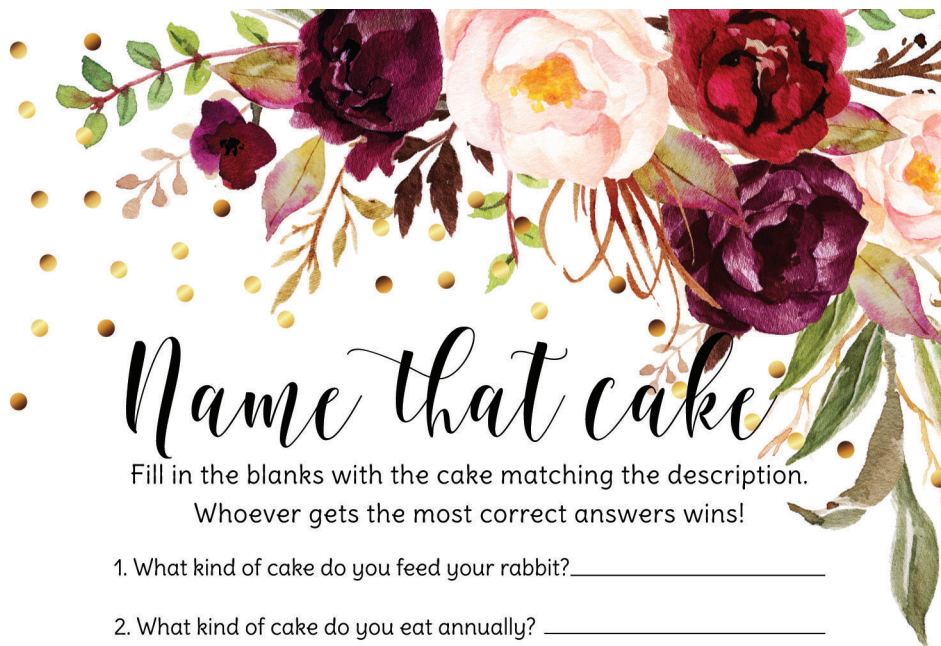 Name that cake
Fill in the blanks with the cake matching the description.
Whoever gets the most correct answers wins!
1. What kind of cake do you feed your rabbit?
2. What kind of cake do you eat annually?